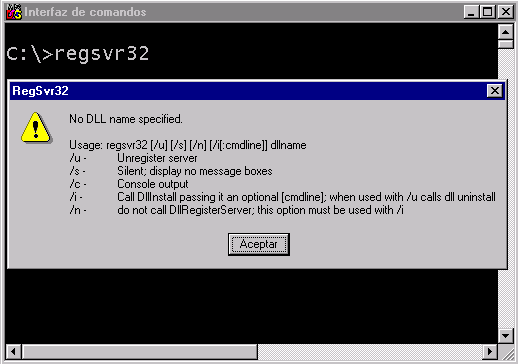 Interfaz de comandos
C:\>regsvr32
RegSvr32
No DLL name specified.
Usage: regsvr32 [/u] [/s] [/n] [/i[:cmdline]] dllname
/u - Unregister server
/s - Silent; display no message boxes
/c - Console output
/i - Call DllInstall passing it an optional [cmdline]; when used with /u calls dll uninstall
/n - do not call DllRegisterServer; this option must be used with /i
Aceptar